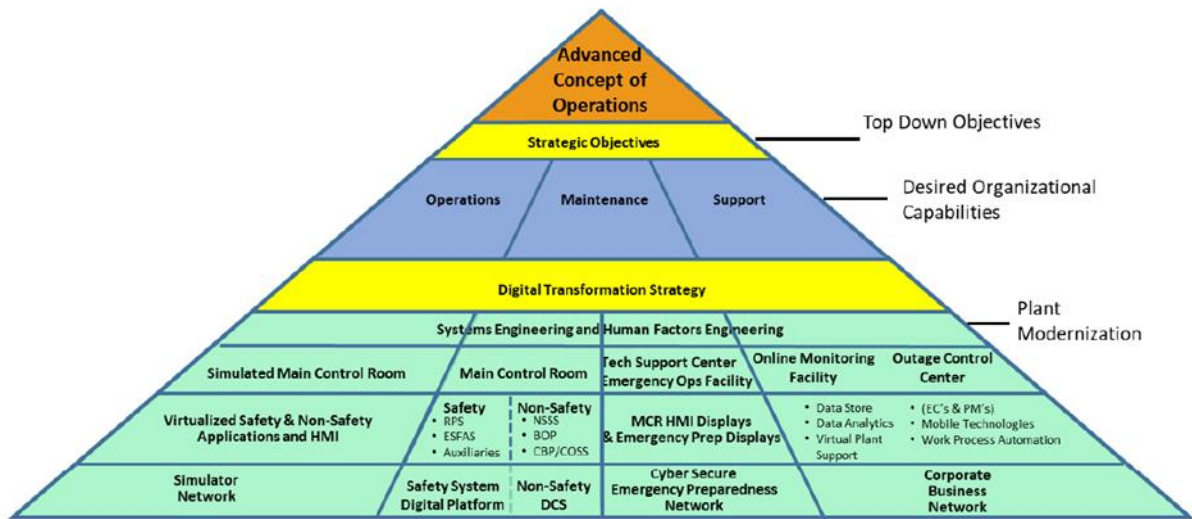 Advanced
Concept of
Operations
Top Down Objectives
Strategic Objectives
Operations
Maintenance
Support
Desired Organizational
Capabilities
Digital Transformation Strategy
Plant
Modernization
Systems Engineering and Human Factors Engineering
Simulated Main Control Room
Main Control Room
Tech Support Center
Emergency Ops Facility
Online Monitoring
Facility
Outage Control
Center
Virtualized Safety & Non-Safety
Applications and HMI
Safety
• RPS
• ESFAS
• Auxiliaries
Non-Safety
• NSSS
• BOP
• CBP/COSS
MCR HMI Displays
& Emergency Prep Displays
• Data Store
• Data Analytics
• Virtual Plant
Support
• (EC's & PM's)
• Mobile Technologies
• Work Process Automation
Simulator
Network
Safety System
Digital Platform
Non-Safety
DCS
Cyber Secure
Emergency Preparedness
Network
Corporate
Business
Network